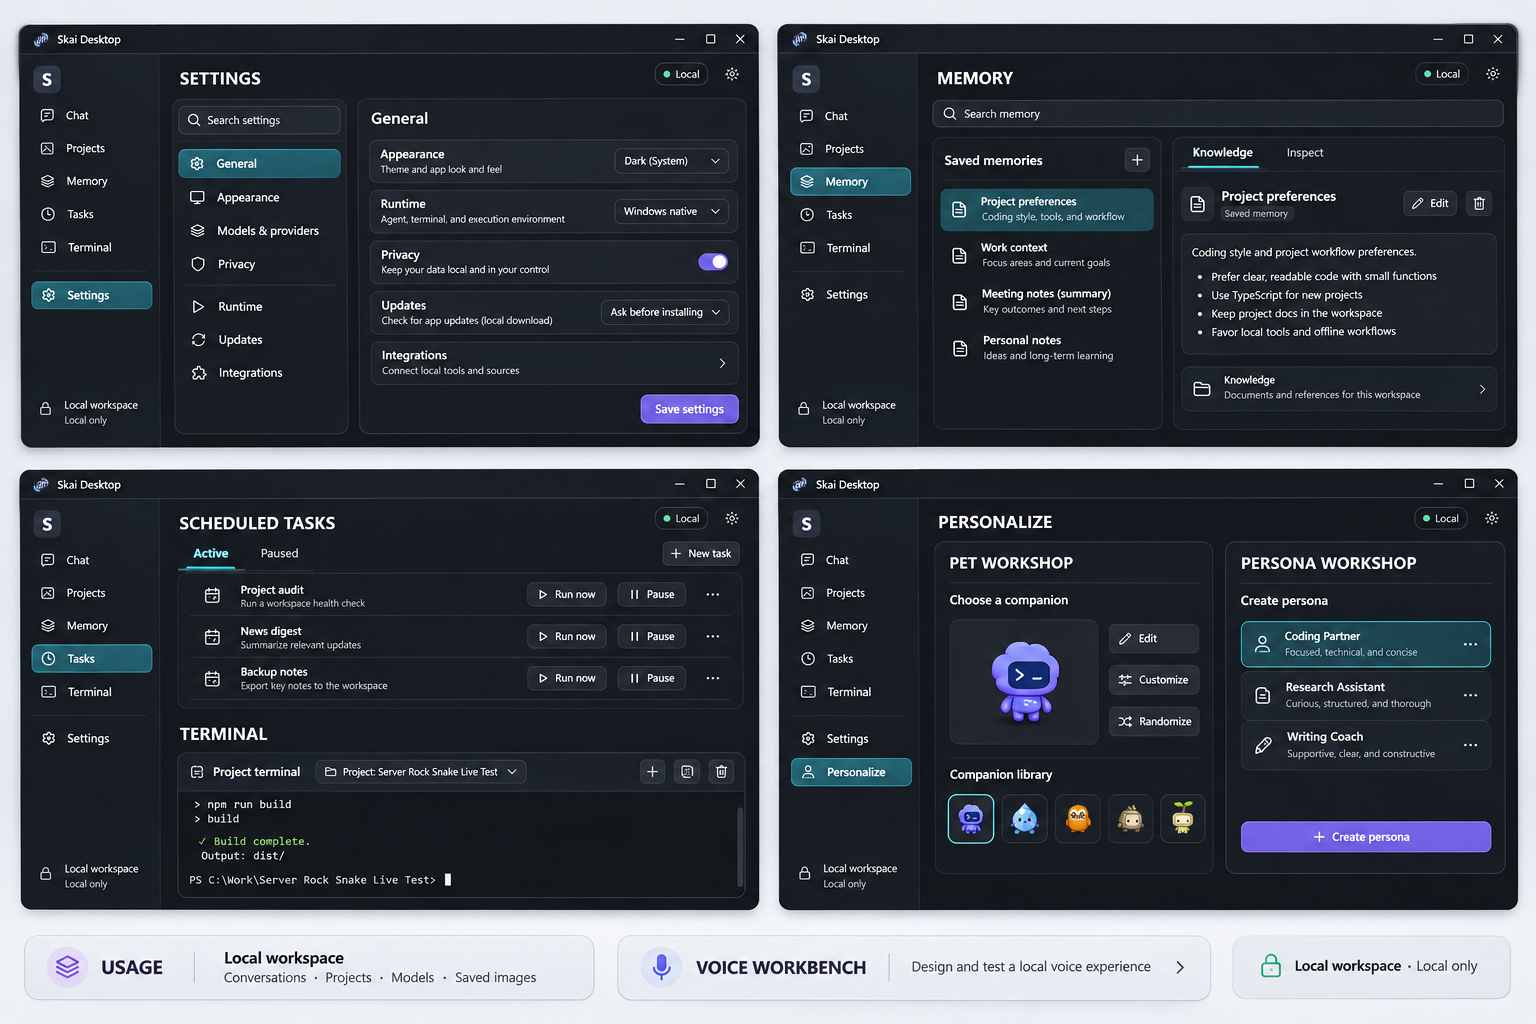 Skai Desktop
S
SETTINGS
Local
Chat
Projects
Memory
Tasks
Terminal
Settings
Local workspace
Local only
Search settings
General
Appearance
Models & providers
Privacy
Runtime
Updates
Integrations
General
Appearance
Theme and app look and feel
Dark (System)
Runtime
Agent, terminal, and execution environment
Windows native
Privacy
Keep your data local and in your control
Updates
Check for app updates (local download)
Ask before installing
Integrations
Connect local tools and sources
Save settings
Skai Desktop
S
MEMORY
Local
Chat
Projects
Memory
Tasks
Terminal
Settings
Local workspace
Local only
Search memory
Saved memories
Project preferences
Coding style, tools, and workflow
Work context
Focus areas and current goals
Meeting notes (summary)
Key outcomes and next steps
Personal notes
Ideas and long-term learning
Knowledge
Inspect
Project preferences
Saved memory
Edit
Coding style and project workflow preferences.
• Prefer clear, readable code with small functions
• Use TypeScript for new projects
• Keep project docs in the workspace
• Favor local tools and offline workflows
Knowledge
Documents and references for this workspace
Skai Desktop
S
SCHEDULED TASKS
Local
Chat
Projects
Memory
Tasks
Terminal
Settings
Local workspace
Local only
Active
Paused
+ New task
Project audit
Run a workspace health check
Run now
Pause
News digest
Summarize relevant updates
Run now
Pause
Backup notes
Export key notes to the workspace
Run now
Pause
TERMINAL
Project terminal
Project: Server Rock Snake Live Test
> npm run build
> build
✓ Build complete.
Output: dist/
PS C:\Work\Server Rock Snake Live Test>
Skai Desktop
S
PERSONALIZE
Local
Chat
Projects
Memory
Tasks
Terminal
Settings
Personalize
Local workspace
Local only
PET WORKSHOP
Choose a companion
>_
Edit
Customize
Randomize
Companion library
PERSONA WORKSHOP
Create persona
Coding Partner
Focused, technical, and concise
Research Assistant
Curious, structured, and thorough
Writing Coach
Supportive, clear, and constructive
+ Create persona
USAGE
Local workspace
Conversations · Projects · Models · Saved images
VOICE WORKBENCH
Design and test a local voice experience
Local workspace · Local only